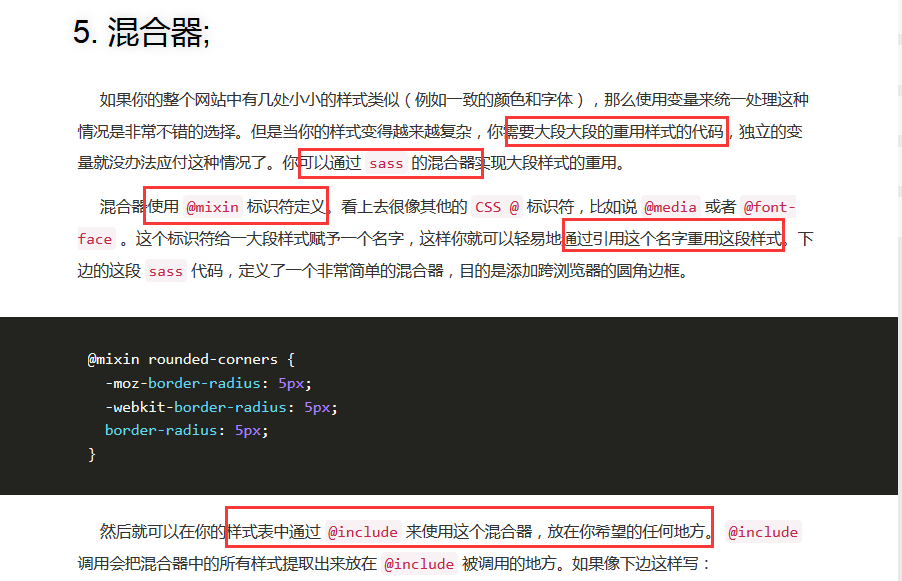 5. 混合器;
如果你的整个网站中有几处小小的样式类似（例如一致的颜色和字体），那么使用变量来统一处理这种
情况是非常不错的选择。但是当你的样式变得越来越复杂，你需要大段大段的重用样式的代码，独立的变
量就没办法应付这种情况了。你可以通过 sass 的混合器实现大段样式的重用。
混合器使用 @mixin 标识符定义。看上去很像其他的 CSS @ 标识符，比如说 @media 或者 @font-
face 。这个标识符给一大段样式赋予一个名字，这样你就可以轻易地通过引用这个名字重用这段样式。下
边的这段 sass 代码，定义了一个非常简单的混合器，目的是添加跨浏览器的圆角边框。
@mixin rounded-corners {
-moz-border-radius: 5px;
-webkit-border-radius: 5px;
border-radius: 5px;
}
然后就可以在你的样式表中通过 @include 来使用这个混合器，放在你希望的任何地方。 @include
调用会把混合器中的所有样式提取出来放在 @include 被调用的地方。如果像下边这样写：